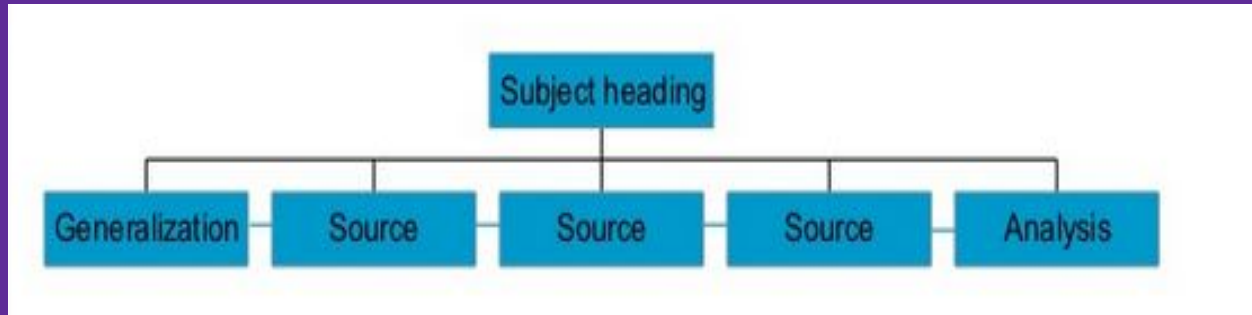 Subject heading
Generalization
Source
Source
Source
Analysis